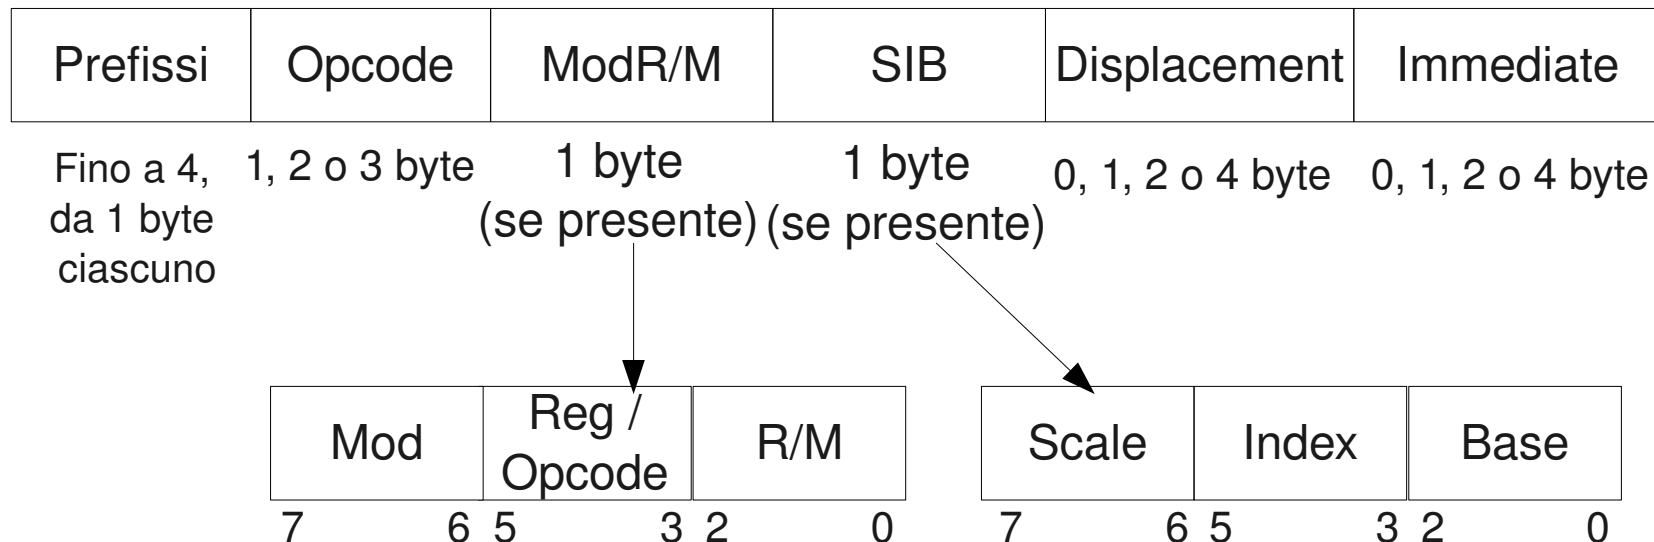 Prefissi Opcode ModR/M SIB Displacement Immediate
Fino a 4,
da 1 byte
ciascuno
1, 2 o 3 byte
1 byte
(se presente)
1 byte
(se presente)
0, 1, 2 o 4 byte
0, 1, 2 o 4 byte
Mod
Reg /
Opcode
R/M
Scale Index Base
7 6 5 3 2 0
7 6 5 3 2 0